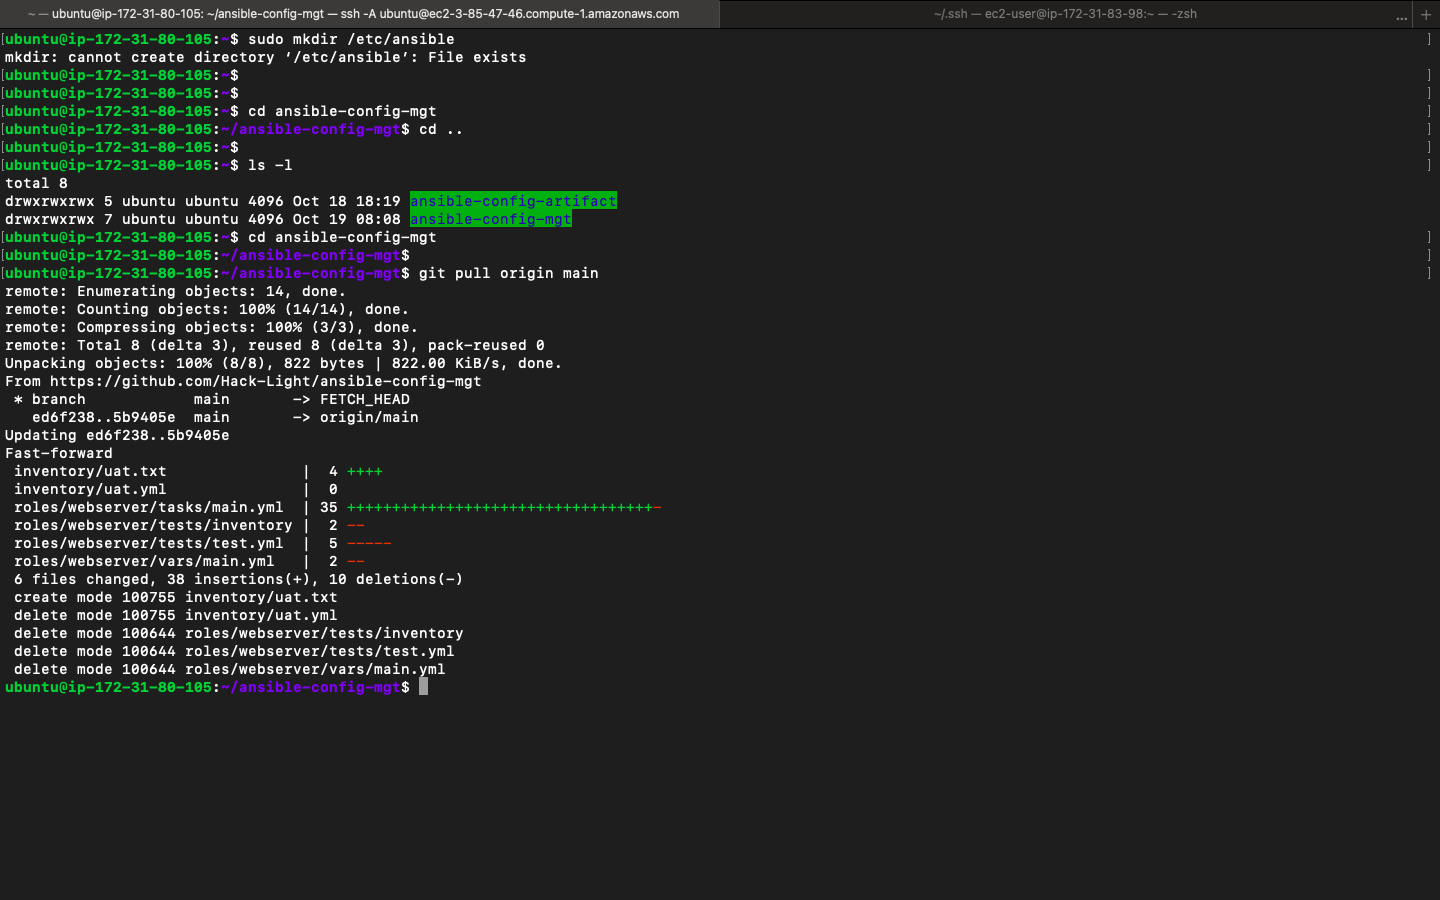 ~ — ubuntu@ip-172-31-80-105: ~/ansible-config-mgt — ssh -A ubuntu@ec2-3-85-47-46.compute-1.amazonaws.com
~/.ssh — ec2-user@ip-172-31-83-98:~ — -zsh ... +
[ubuntu@ip-172-31-80-105:~$ sudo mkdir /etc/ansible ]
mkdir: cannot create directory ‘/etc/ansible’: File exists
[ubuntu@ip-172-31-80-105:~$ ]
[ubuntu@ip-172-31-80-105:~$ ]
[ubuntu@ip-172-31-80-105:~$ cd ansible-config-mgt ]
[ubuntu@ip-172-31-80-105:~/ansible-config-mgt$ cd .. ]
[ubuntu@ip-172-31-80-105:~$ ]
[ubuntu@ip-172-31-80-105:~$ ls -l ]
total 8
drwxrwxrwx 5 ubuntu ubuntu 4096 Oct 18 18:19 ansible-config-artifact
drwxrwxrwx 7 ubuntu ubuntu 4096 Oct 19 08:08 ansible-config-mgt
[ubuntu@ip-172-31-80-105:~$ cd ansible-config-mgt ]
[ubuntu@ip-172-31-80-105:~/ansible-config-mgt$ ]
[ubuntu@ip-172-31-80-105:~/ansible-config-mgt$ git pull origin main ]
remote: Enumerating objects: 14, done.
remote: Counting objects: 100% (14/14), done.
remote: Compressing objects: 100% (3/3), done.
remote: Total 8 (delta 3), reused 8 (delta 3), pack-reused 0
Unpacking objects: 100% (8/8), 822 bytes | 822.00 KiB/s, done.
From https://github.com/Hack-Light/ansible-config-mgt
 * branch            main       -> FETCH_HEAD
   ed6f238..5b9405e  main       -> origin/main
Updating ed6f238..5b9405e
Fast-forward
 inventory/uat.txt               |  4 ++++
 inventory/uat.yml               |  0
 roles/webserver/tasks/main.yml  | 35 ++++++++++++++++++++++++++++++++++-
 roles/webserver/tests/inventory |  2 --
 roles/webserver/tests/test.yml  |  5 -----
 roles/webserver/vars/main.yml   |  2 --
 6 files changed, 38 insertions(+), 10 deletions(-)
 create mode 100755 inventory/uat.txt
 delete mode 100755 inventory/uat.yml
 delete mode 100644 roles/webserver/tests/inventory
 delete mode 100644 roles/webserver/tests/test.yml
 delete mode 100644 roles/webserver/vars/main.yml
ubuntu@ip-172-31-80-105:~/ansible-config-mgt$